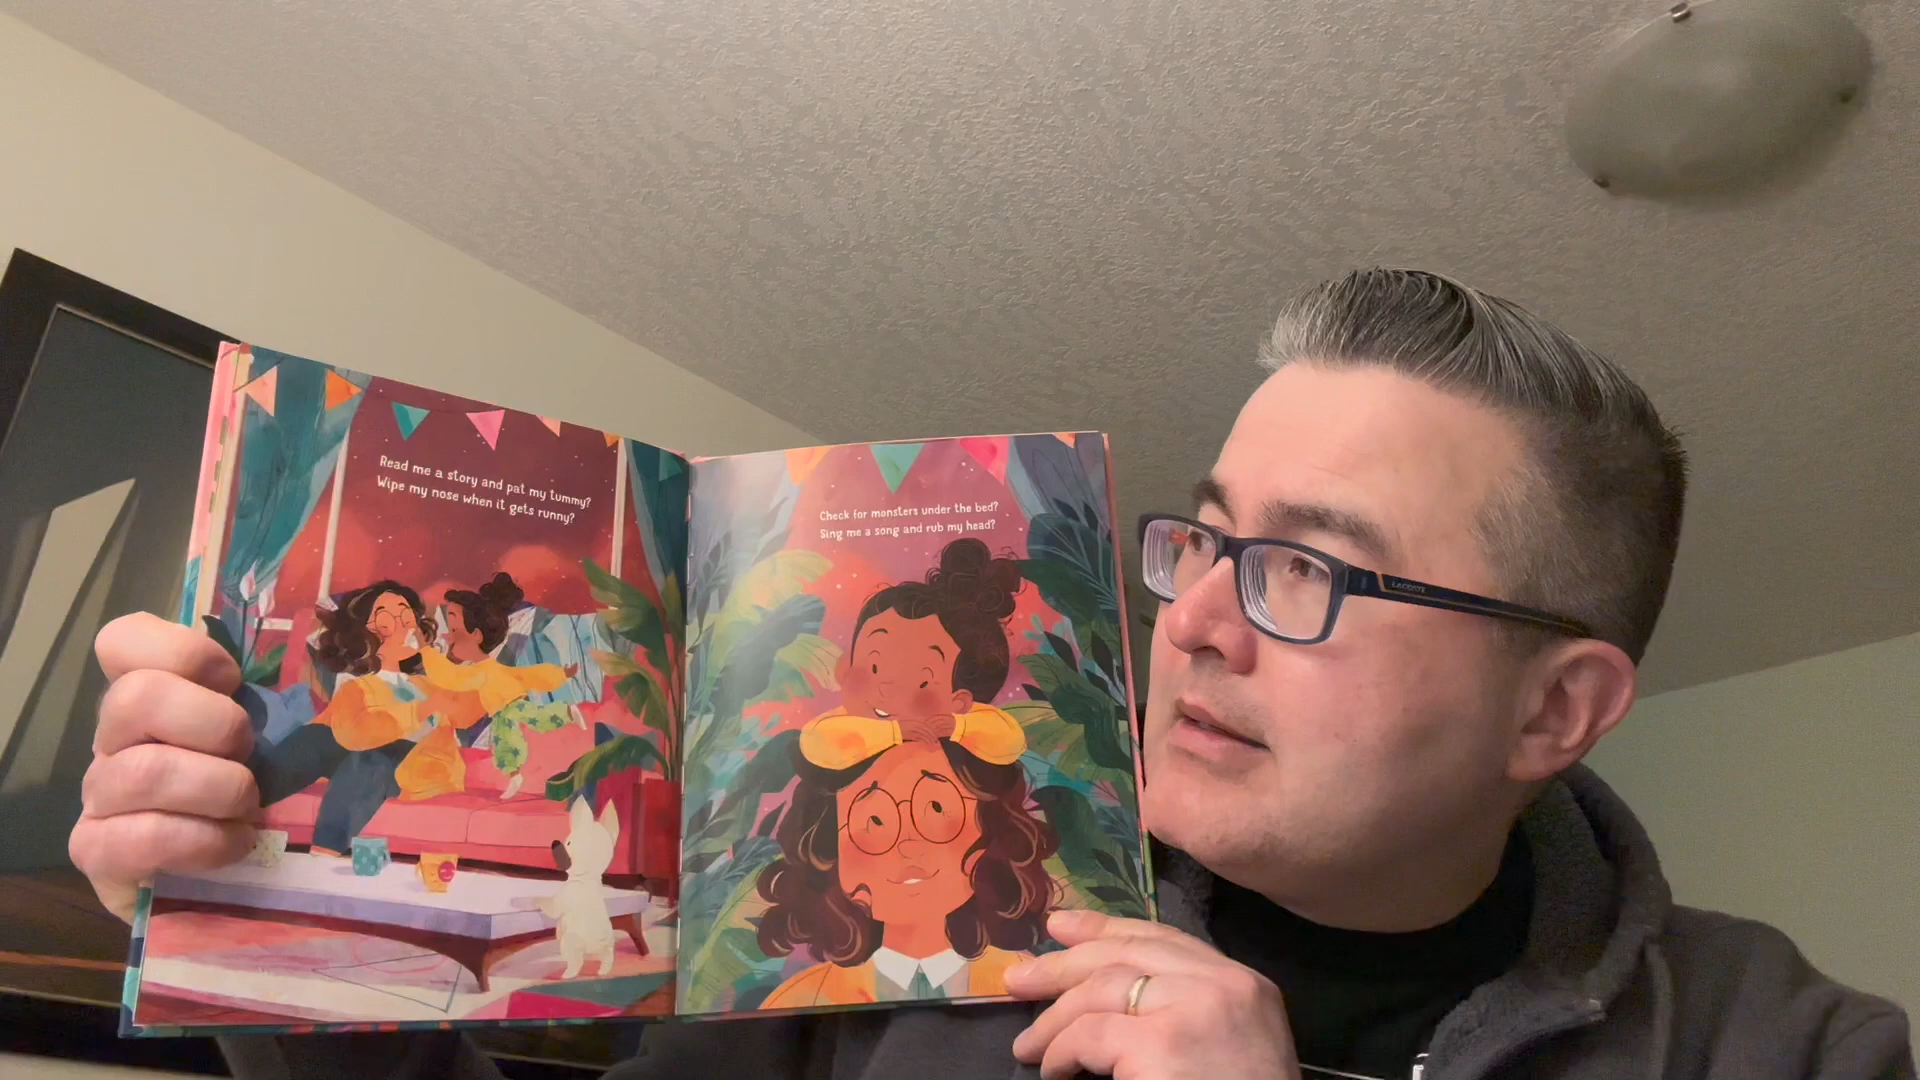 Read me a story and pat my tummy?
Wipe my nose when it gets runny?
Check for monsters under the bed?
Sing me a song and rub my head?
LACOSTE